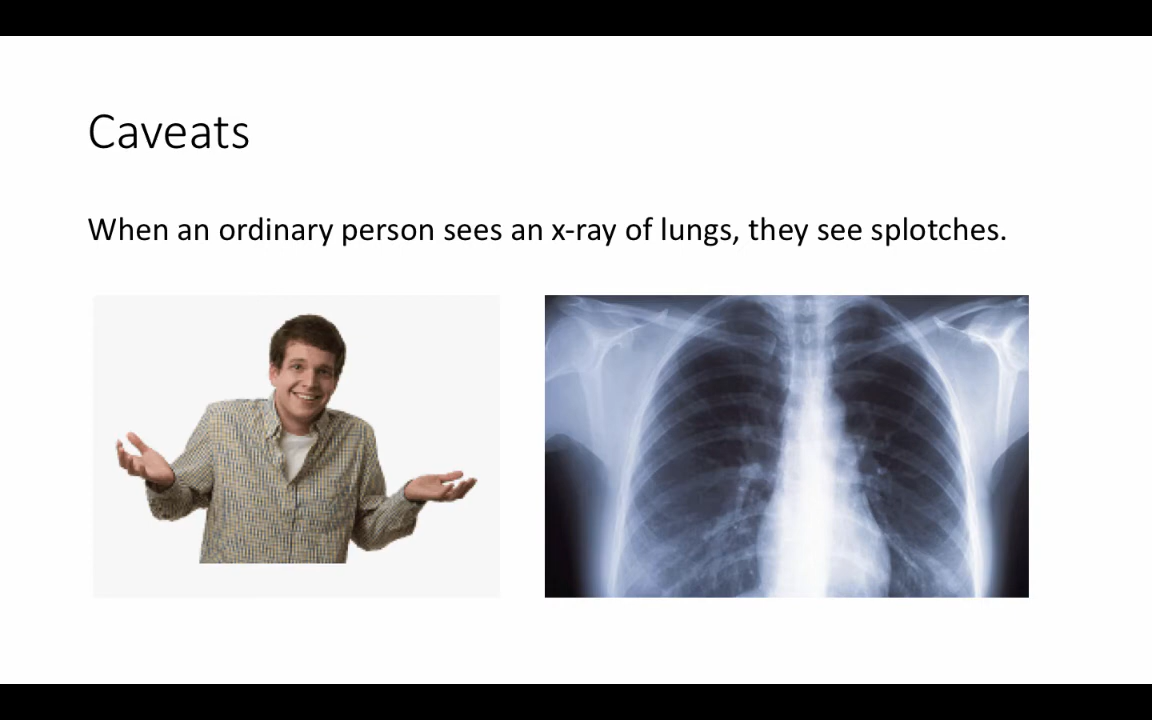 Caveats
When an ordinary person sees an x-ray of lungs, they see splotches.